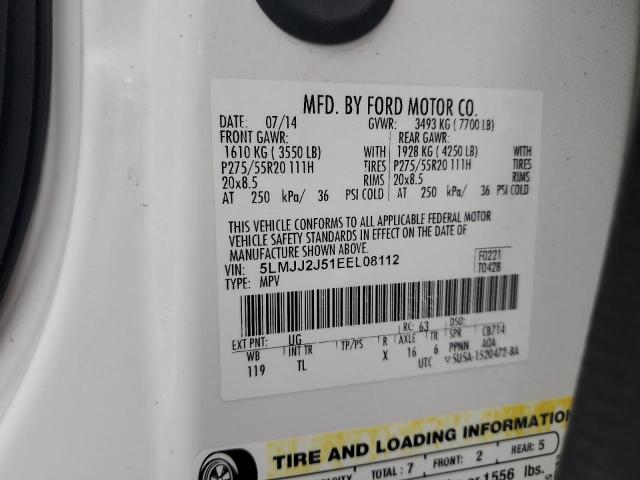 MFD. BY FORD MOTOR CO.
DATE: 07/14 GVWR: 3493 KG (7700 LB)
FRONT GAWR: REAR GAWR:
1610 KG (3550 LB) WITH 1928 KG (4250 LB) WITH
P275/55R20 111H TIRES P275/55R20 111H TIRES
20x8.5 RIMS 20x8.5 RIMS
AT 250 kPa/ 36 PSI COLD AT 250 kPa/ 36 PSI COLD
THIS VEHICLE CONFORMS TO ALL APPLICABLE FEDERAL MOTOR
VEHICLE SAFETY STANDARDS IN EFFECT ON THE DATE OF
MANUFACTURE SHOWN ABOVE.
VIN: 5LMJJ2J51EEL08112 F0221
TYPE: MPV T0428
RC: 63 DSO:
EXT PNT: UG
WB INT TR TP/PS R AXLE TR SPR CB714
119 TL X 16 6 PPNN AOA
UTC 5U5A-1520472-BA
TIRE AND LOADING INFORMATION
CAPACITY TOTAL: 7 FRONT: 2 REAR: 5
or 1556 lbs.